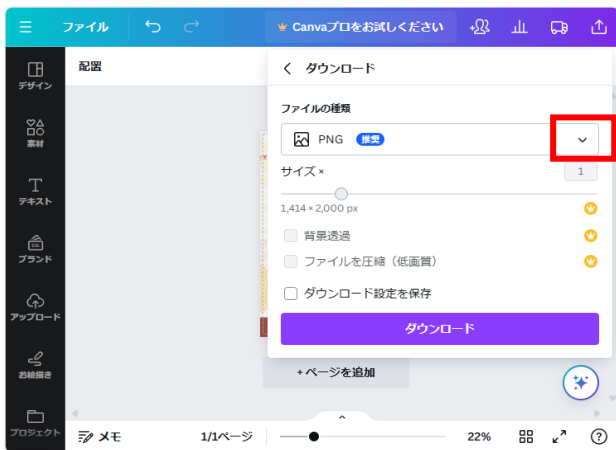 ファイル
Canvaプロをお試しください
デザイン
素材
テキスト
ブランド
アップロード
お絵描き
プロジェクト
配置
ダウンロード
ファイルの種類
PNG 推奨
サイズ × 1
1,414 × 2,000 px
背景透過
ファイルを圧縮（低画質）
ダウンロード設定を保存
ダウンロード
+ ページを追加
メモ 1/1ページ 22%